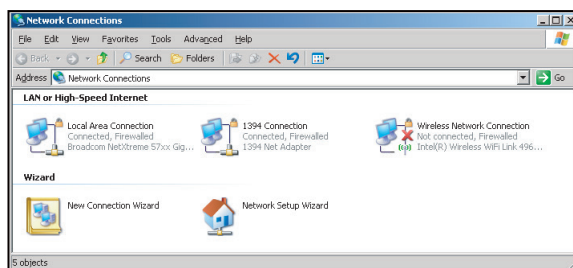 Network Connections
File Edit View Favorites Tools Advanced Help
Back Search Folders
Address Network Connections Go
LAN or High-Speed Internet
Local Area Connection
Connected, Firewalled
Broadcom NetXtreme 57xx Gig...
1394 Connection
Connected, Firewalled
1394 Net Adapter
Wireless Network Connection
Not connected, Firewalled
Intel(R) Wireless WiFi Link 496...
Wizard
New Connection Wizard
Network Setup Wizard
5 objects